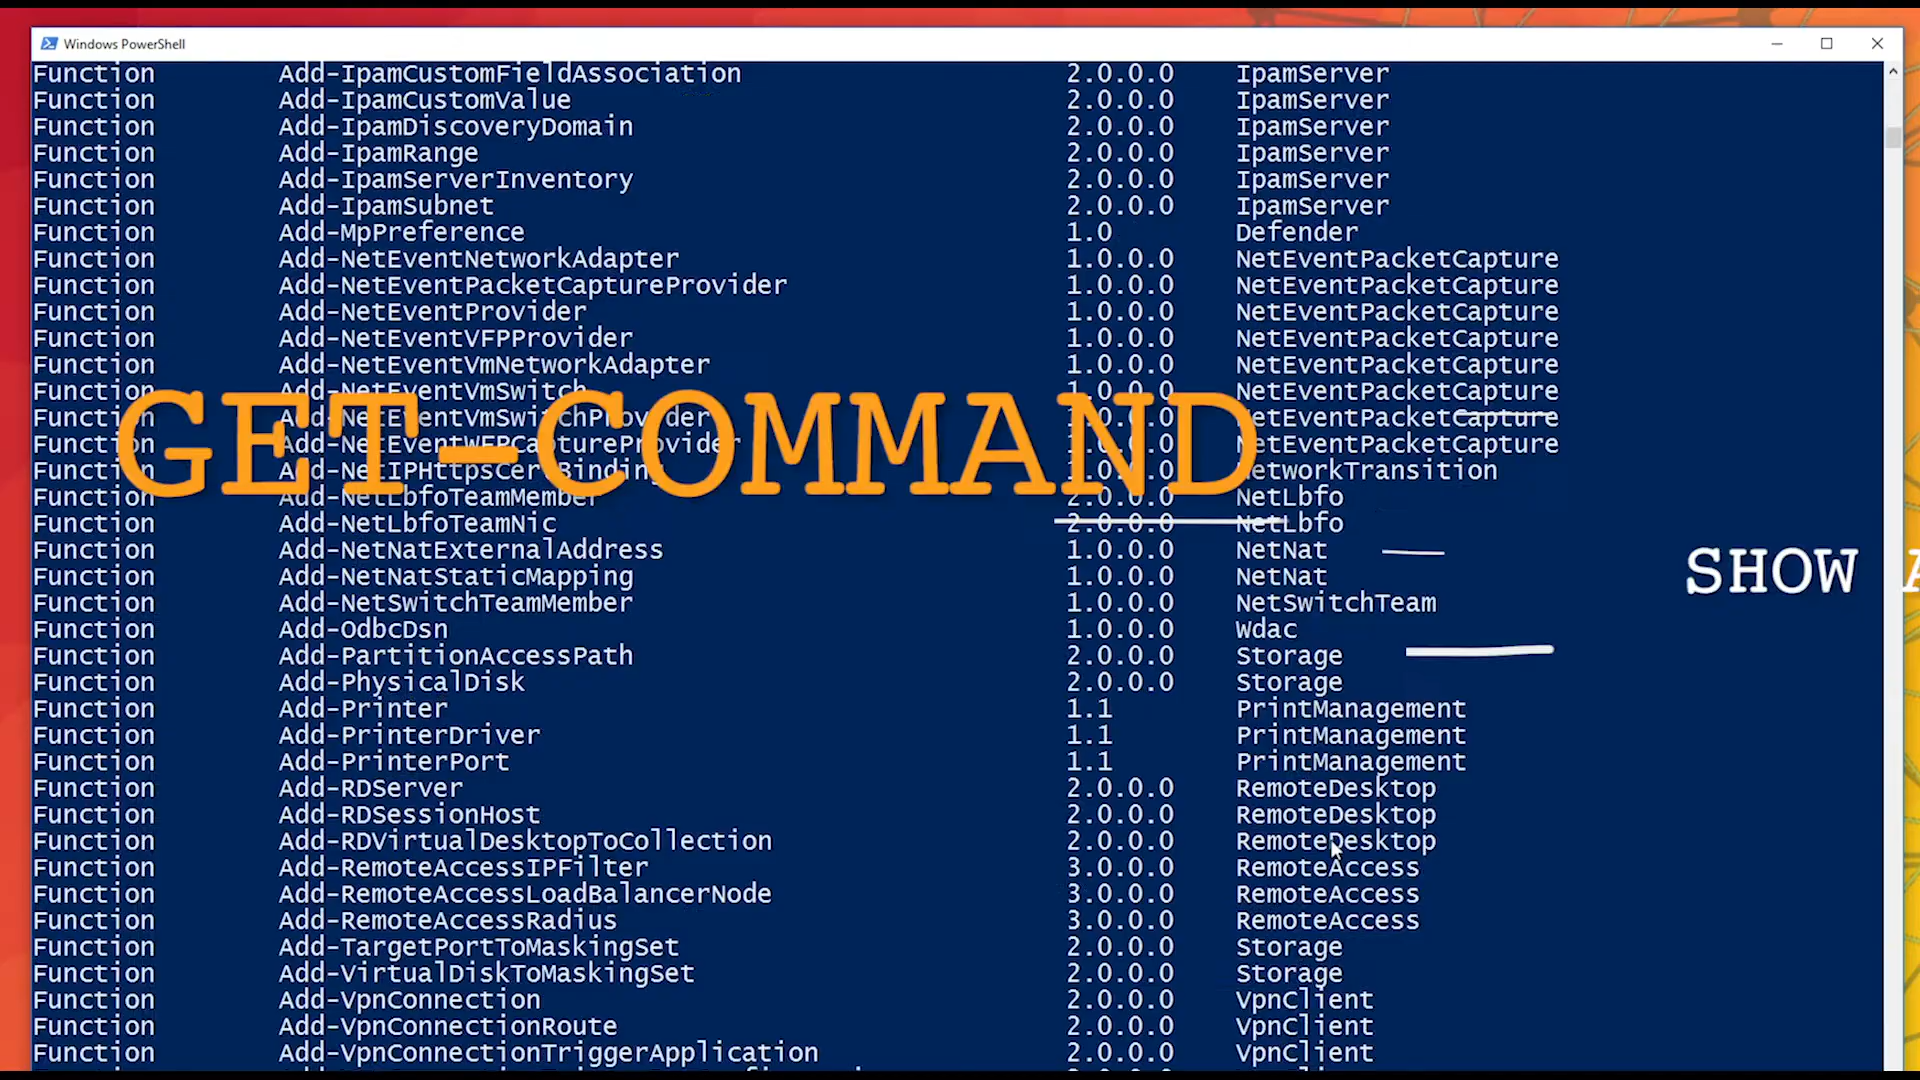 Windows PowerShell
Function Add-IpamCustomFieldAssociation 2.0.0.0 IpamServer
Function Add-IpamCustomValue 2.0.0.0 IpamServer
Function Add-IpamDiscoveryDomain 2.0.0.0 IpamServer
Function Add-IpamRange 2.0.0.0 IpamServer
Function Add-IpamServerInventory 2.0.0.0 IpamServer
Function Add-IpamSubnet 2.0.0.0 IpamServer
Function Add-MpPreference 1.0 Defender
Function Add-NetEventNetworkAdapter 1.0.0.0 NetEventPacketCapture
Function Add-NetEventPacketCaptureProvider 1.0.0.0 NetEventPacketCapture
Function Add-NetEventProvider 1.0.0.0 NetEventPacketCapture
Function Add-NetEventVFPProvider 1.0.0.0 NetEventPacketCapture
Function Add-NetEventVmNetworkAdapter 1.0.0.0 NetEventPacketCapture
Function Add-NetEventVmSwitch 1.0.0.0 NetEventPacketCapture
Function Add-NetEventVmSwitchProvider 1.0.0.0 NetEventPacketCapture
Function Add-NetEventWFPCaptureProvider 1.0.0.0 NetEventPacketCapture
GET-COMMAND
Function Add-NetIPHttpsCertBinding 1.0.0.0 NetworkTransition
Function Add-NetLbfoTeamMember 2.0.0.0 NetLbfo
Function Add-NetLbfoTeamNic 2.0.0.0 NetLbfo
Function Add-NetNatExternalAddress 1.0.0.0 NetNat
SHOW
Function Add-NetNatStaticMapping 1.0.0.0 NetNat
Function Add-NetSwitchTeamMember 1.0.0.0 NetSwitchTeam
Function Add-OdbcDsn 1.0.0.0 Wdac
Function Add-PartitionAccessPath 2.0.0.0 Storage
Function Add-PhysicalDisk 2.0.0.0 Storage
Function Add-Printer 1.1 PrintManagement
Function Add-PrinterDriver 1.1 PrintManagement
Function Add-PrinterPort 1.1 PrintManagement
Function Add-RDServer 2.0.0.0 RemoteDesktop
Function Add-RDSessionHost 2.0.0.0 RemoteDesktop
Function Add-RDVirtualDesktopToCollection 2.0.0.0 RemoteDesktop
Function Add-RemoteAccessIPFilter 3.0.0.0 RemoteAccess
Function Add-RemoteAccessLoadBalancerNode 3.0.0.0 RemoteAccess
Function Add-RemoteAccessRadius 3.0.0.0 RemoteAccess
Function Add-TargetPortToMaskingSet 2.0.0.0 Storage
Function Add-VirtualDiskToMaskingSet 2.0.0.0 Storage
Function Add-VpnConnection 2.0.0.0 VpnClient
Function Add-VpnConnectionRoute 2.0.0.0 VpnClient
Function Add-VpnConnectionTriggerApplication 2.0.0.0 VpnClient